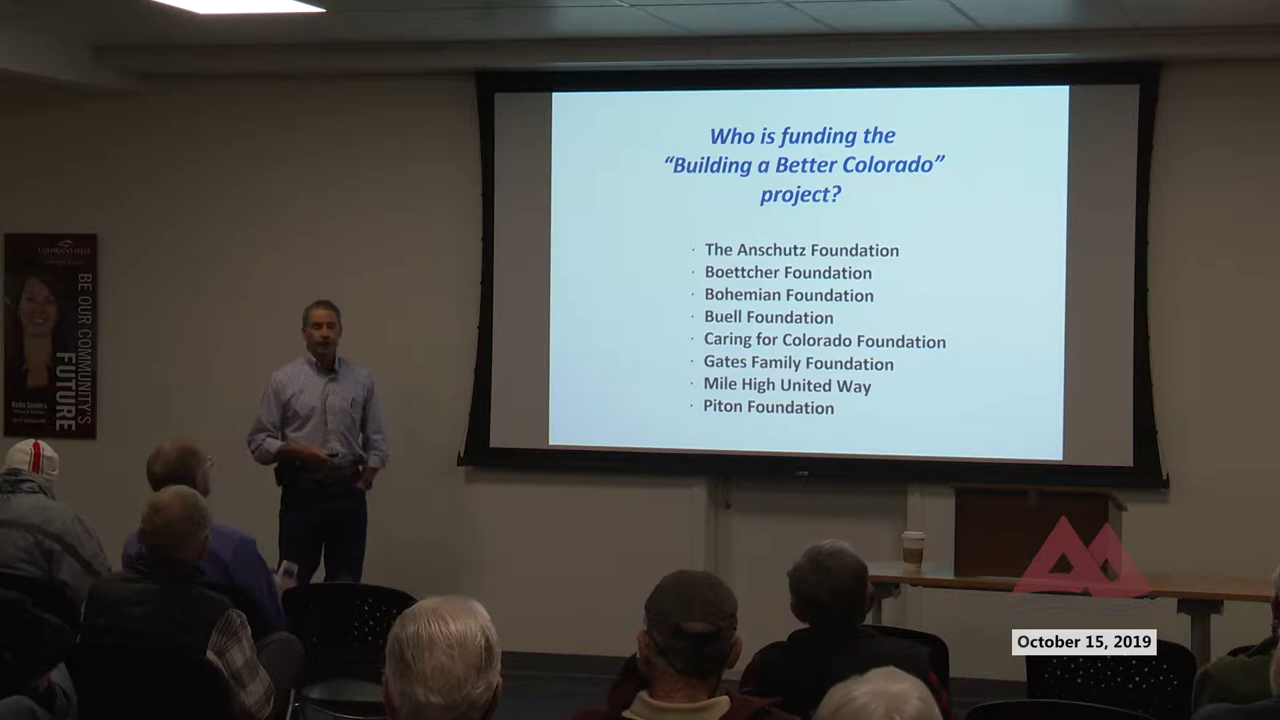 Who is funding the
“Building a Better Colorado”
project?
· The Anschutz Foundation
· Boettcher Foundation
· Bohemian Foundation
· Buell Foundation
· Caring for Colorado Foundation
· Gates Family Foundation
· Mile High United Way
· Piton Foundation
BE OUR COMMUNITY'S
FUTURE
October 15, 2019